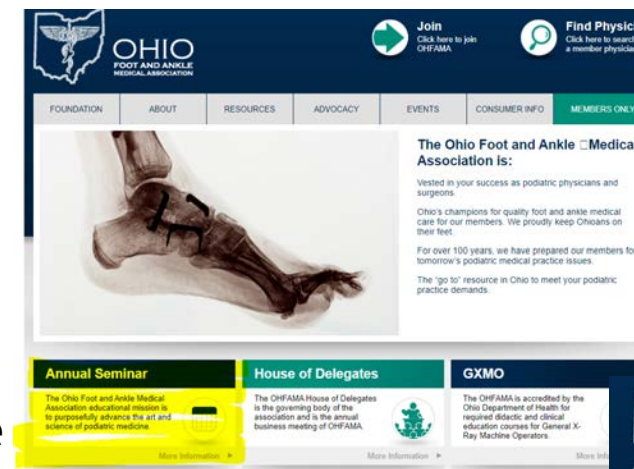 OHIO
FOOT AND ANKLE
MEDICAL ASSOCIATION
Join
Click here to join
OHFAMA
Find Physic
Click here to search
a member physicia
FOUNDATION
ABOUT
RESOURCES
ADVOCACY
EVENTS
CONSUMER INFO
MEMBERS ONLY
The Ohio Foot and Ankle □Medica
Association is:
Vested in your success as podiatric physicians and
surgeons.
Ohio's champions for quality foot and ankle medical
care for our members. We proudly keep Ohioans on
their feet.
For over 100 years, we have prepared our members fo
tomorrow's podiatric medical practice issues.
The "go to" resource in Ohio to meet your podiatric
practice demands.
Annual Seminar
The Ohio Foot and Ankle Medical
Association educational mission is
to purposefully advance the art and
science of podiatric medicine.
More Information
House of Delegates
The OHFAMA House of Delegates
is the governing body of the
association and is the annual
business meeting of OHFAMA.
More Information
GXMO
The OHFAMA is accredited by the
Ohio Department of Health for
required didactic and clinical
education courses for General X-
Ray Machine Operators.
More Inf
e